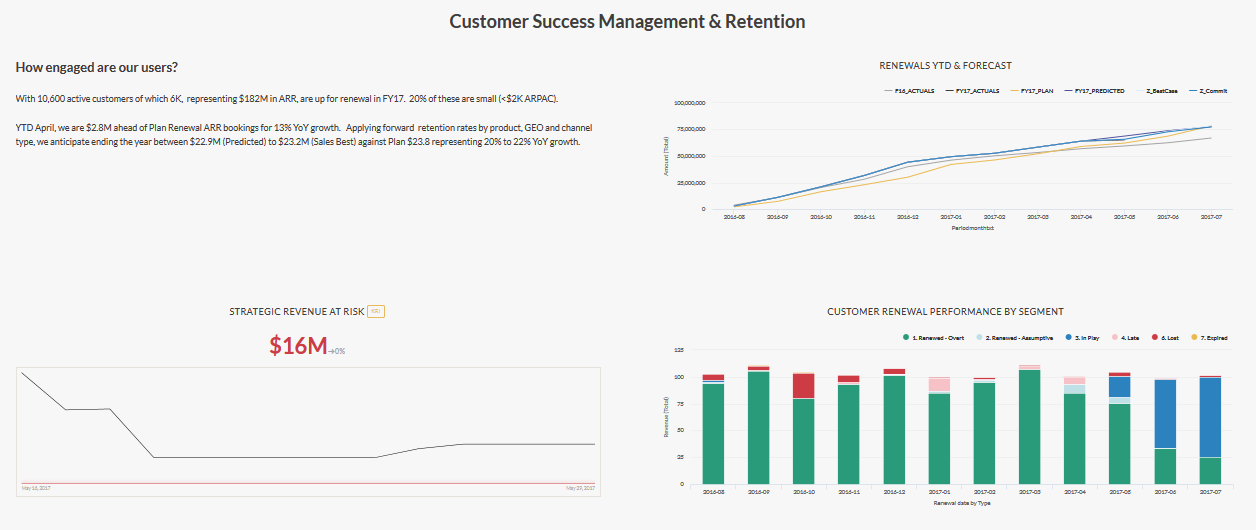 Customer Success Management & Retention
How engaged are our users?
With 10,600 active customers of which 6K, representing $182M in ARR, are up for renewal in FY17. 20% of these are small (<$2K ARPAC).
YTD April, we are $2.8M ahead of Plan Renewal ARR bookings for 13% YoY growth. Applying forward retention rates by product, GEO and channel
type, we anticipate ending the year between $22.9M (Predicted) to $23.2M (Sales Best) against Plan $23.8 representing 20% to 22% YoY growth.
RENEWALS YTD & FORECAST
F16_ACTUALS FY17_ACTUALS FY17_PLAN FY17_PREDICTED Z_BestCase Z_Commit
Amount (Total)
100,000,000
75,000,000
50,000,000
25,000,000
0
2016-08 2016-09 2016-10 2016-11 2016-12 2017-01 2017-02 2017-03 2017-04 2017-05 2017-06 2017-07
Periodmonthtxt
STRATEGIC REVENUE AT RISK
$16M→0%
May 16, 2017 May 29, 2017
CUSTOMER RENEWAL PERFORMANCE BY SEGMENT
1. Renewed - Overt 2. Renewed - Assumptive 3. In Play 4. Late 6. Lost 7. Expired
Revenue (Total)
125
100
75
50
25
0
2016-08 2016-09 2016-10 2016-11 2016-12 2017-01 2017-02 2017-03 2017-04 2017-05 2017-06 2017-07
Renewal date by Type